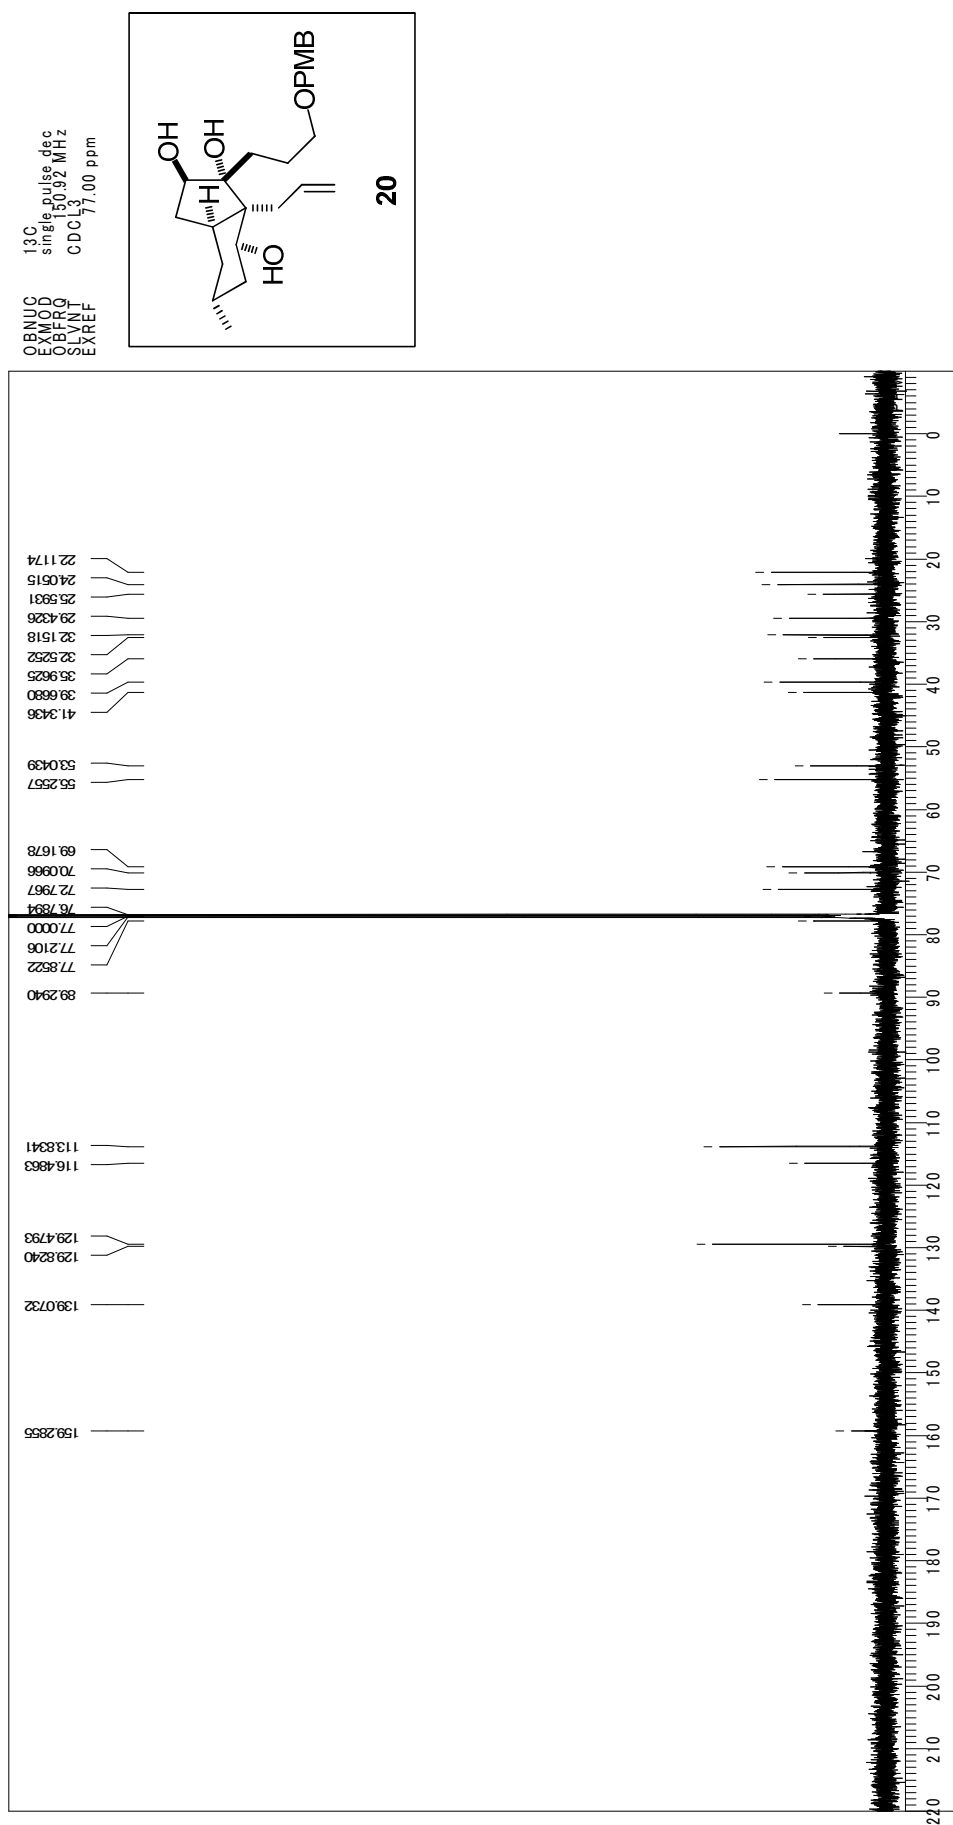 OBNUC 13C
EXMOD single pulse dec
OBFRQ 150.92 MHz
SLVNT CDCL3
EXREF 77.00 ppm
OH
OH
H
HO
OPMB
20
22.1174
24.0515
25.5931
29.4326
32.1518
32.5252
35.9625
39.6680
41.3436
53.0439
55.2557
69.1678
70.0966
72.7967
76.7894
77.0000
77.2106
77.8522
89.2940
113.8341
116.4863
129.4793
129.8240
139.0732
159.2855
220 210 200 190 180 170 160 150 140 130 120 110 100 90 80 70 60 50 40 30 20 10 0